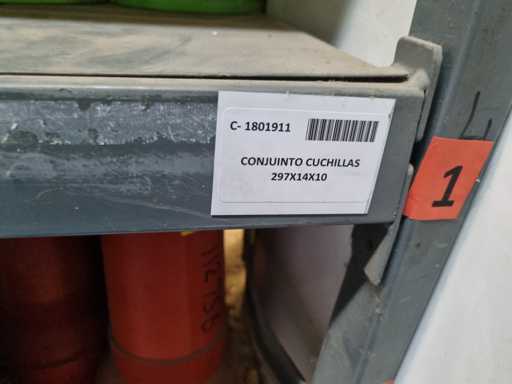 C- 1801911
CONJUINTO CUCHILLAS
297X14X10
1